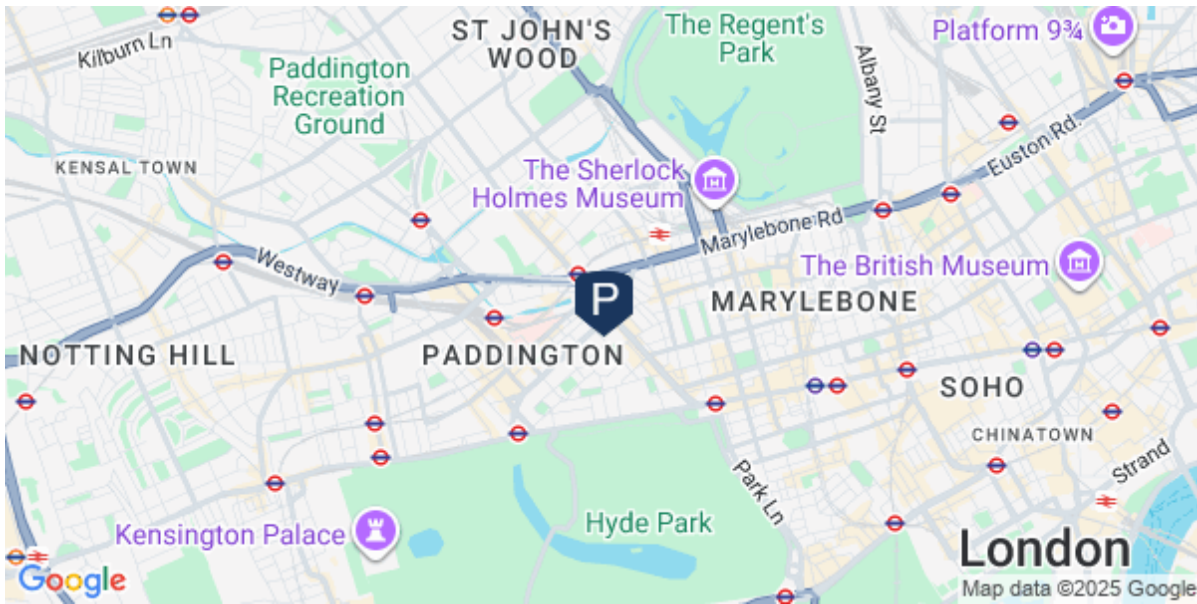 Kilburn Ln
ST JOHN'S
WOOD
The Regent's
Park
Platform 9¾
Paddington
Recreation
Ground
Albany St
Euston Rd.
KENSAL TOWN
The Sherlock
Holmes Museum
Marylebone Rd
Westway
The British Museum
P
MARYLEBONE
NOTTING HILL
PADDINGTON
SOHO
CHINATOWN
Strand
Park Ln
Kensington Palace
Hyde Park
London
Google
Map data ©2025 Google